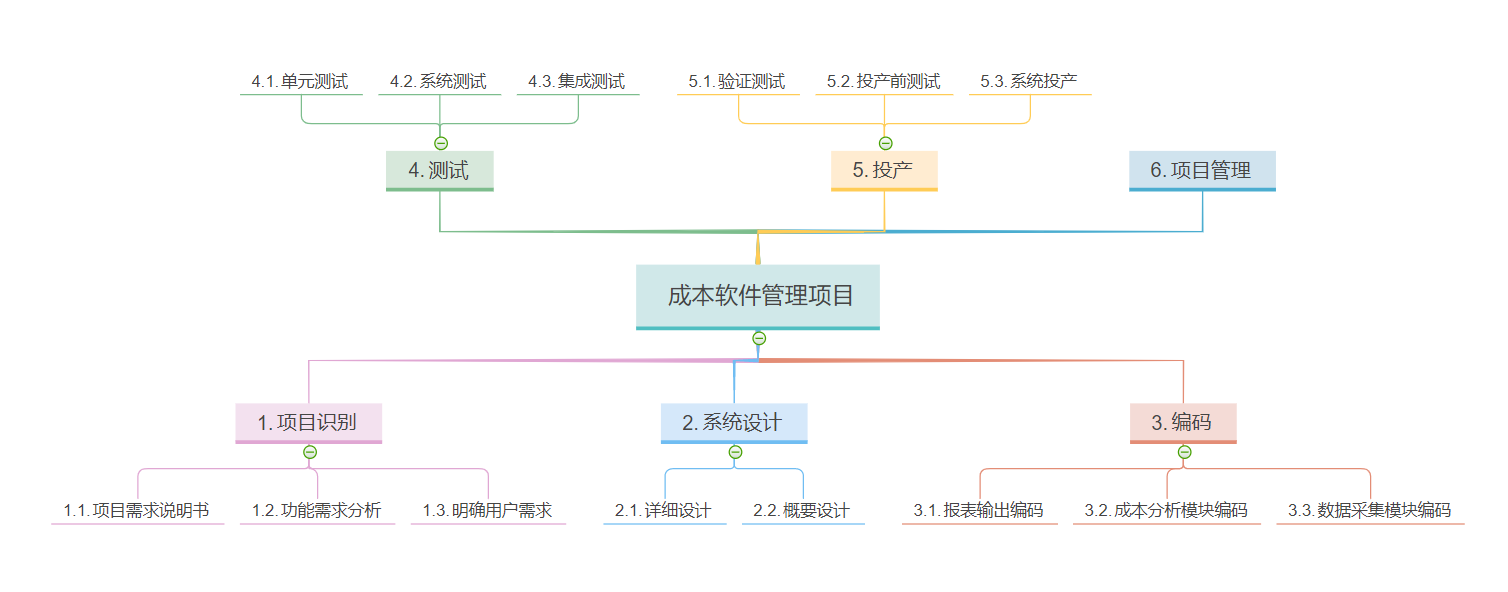 4.1. 单元测试
4.2. 系统测试
4.3. 集成测试
5.1. 验证测试
5.2. 投产前测试
5.3. 系统投产
4. 测试
5. 投产
6. 项目管理
成本软件管理项目
1. 项目识别
2. 系统设计
3. 编码
1.1. 项目需求说明书
1.2. 功能需求分析
1.3. 明确用户需求
2.1. 详细设计
2.2. 概要设计
3.1. 报表输出编码
3.2. 成本分析模块编码
3.3. 数据采集模块编码